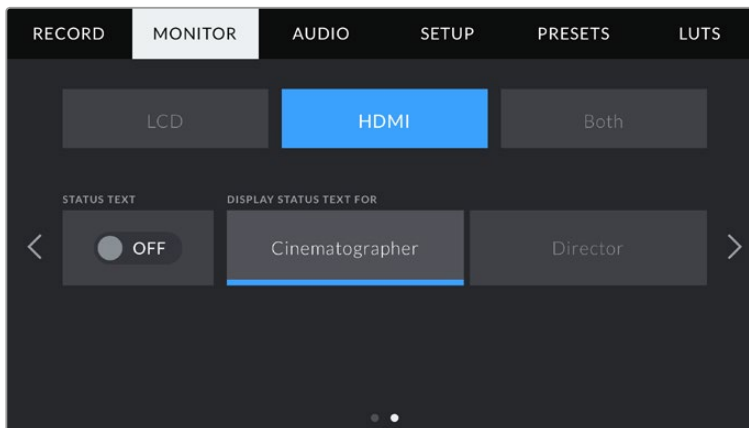 RECORD MONITOR AUDIO SETUP PRESETS LUTS
LCD HDMI Both
STATUS TEXT DISPLAY STATUS TEXT FOR
OFF Cinematographer Director